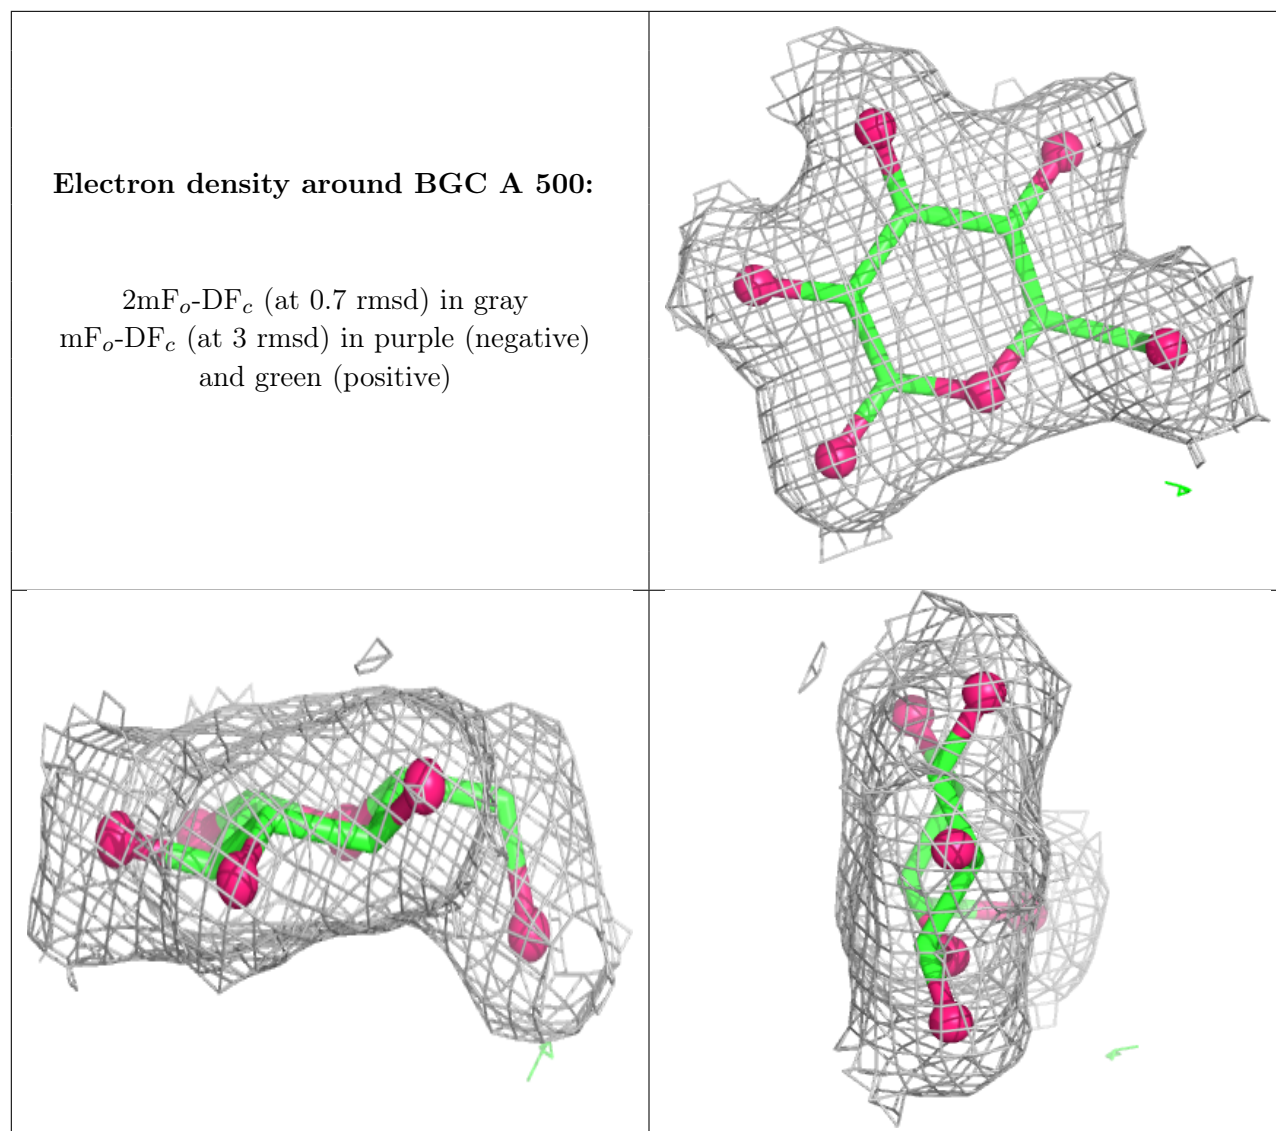 Electron density around BGC A 500:
2mFo-DFc (at 0.7 rmsd) in gray
mFo-DFc (at 3 rmsd) in purple (negative)
and green (positive)